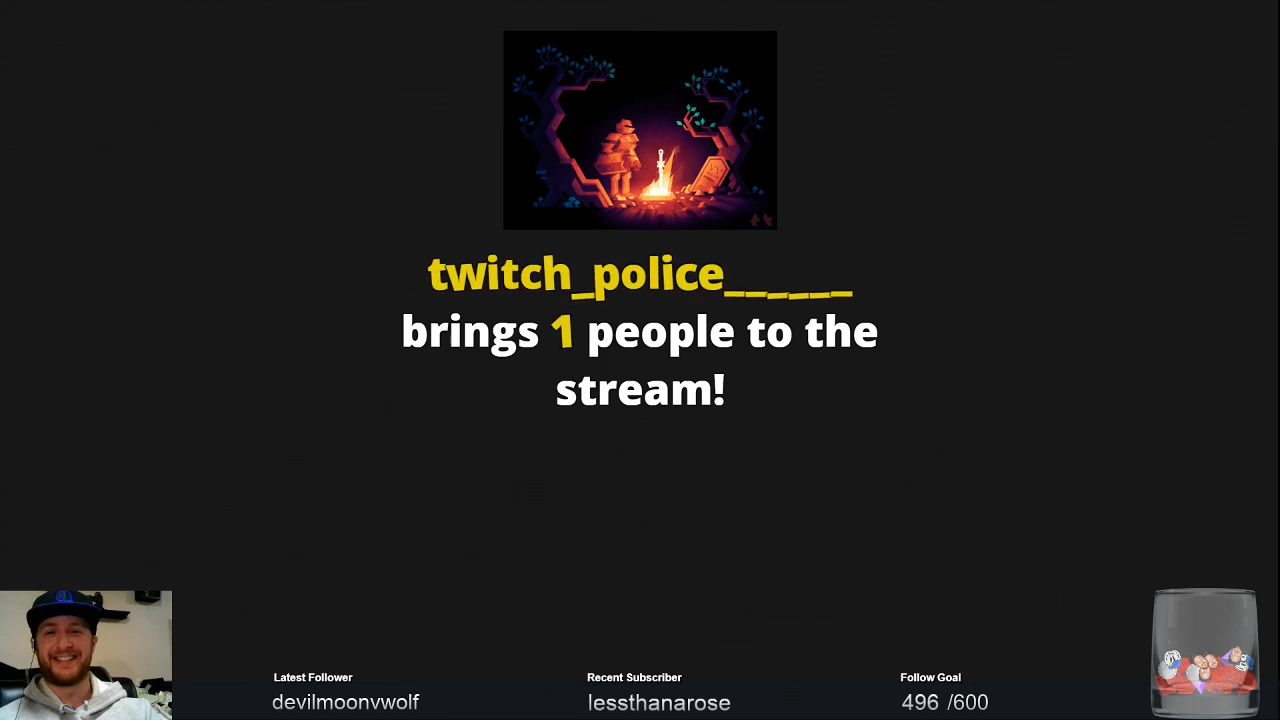 twitch_police______
brings 1 people to the
stream!
Latest Follower
devilmoonvwolf
Recent Subscriber
lessthanarose
Follow Goal
496 /600